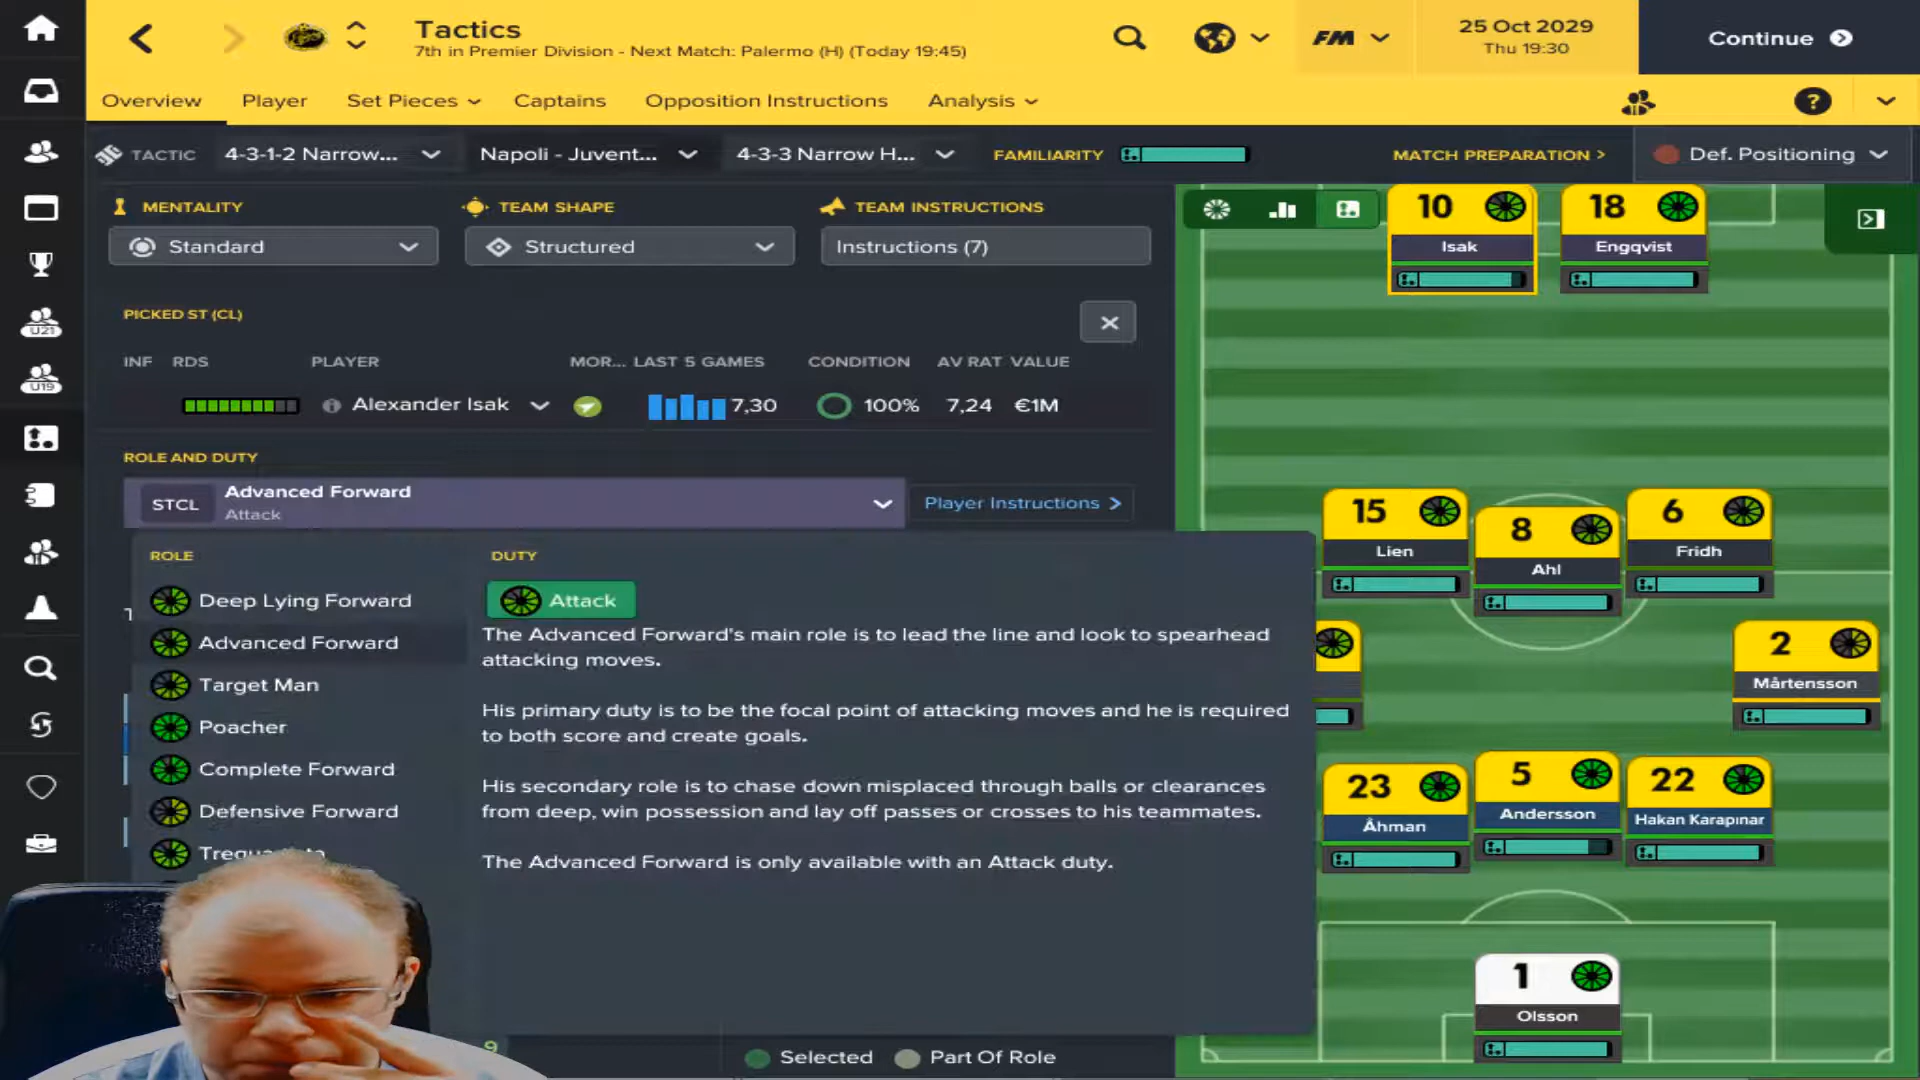 Tactics
7th in Premier Division - Next Match: Palermo (H) (Today 19:45)
FM
25 Oct 2029
Thu 19:30
Continue
Overview
Player
Set Pieces
Captains
Opposition Instructions
Analysis
?
TACTIC
4-3-1-2 Narrow...
Napoli - Juvent...
4-3-3 Narrow H...
FAMILIARITY
MATCH PREPARATION >
Def. Positioning
MENTALITY
TEAM SHAPE
TEAM INSTRUCTIONS
Standard
Structured
Instructions (7)
PICKED ST (CL)
INF RDS PLAYER MOR... LAST 5 GAMES CONDITION AV RAT VALUE
Alexander Isak 7,30 100% 7,24 €1M
ROLE AND DUTY
STCL
Advanced Forward
Attack
Player Instructions >
ROLE
DUTY
Deep Lying Forward
Advanced Forward
Target Man
Poacher
Complete Forward
Defensive Forward
Attack
The Advanced Forward's main role is to lead the line and look to spearhead
attacking moves.
His primary duty is to be the focal point of attacking moves and he is required
to both score and create goals.
His secondary role is to chase down misplaced through balls or clearances
from deep, win possession and lay off passes or crosses to his teammates.
The Advanced Forward is only available with an Attack duty.
9
Selected
Part Of Role
U21
U19
10
Isak
18
Engqvist
15
Lien
8
Ahl
6
Fridh
2
Mårtensson
23
Åhman
5
Andersson
22
Hakan Karapınar
1
Olsson